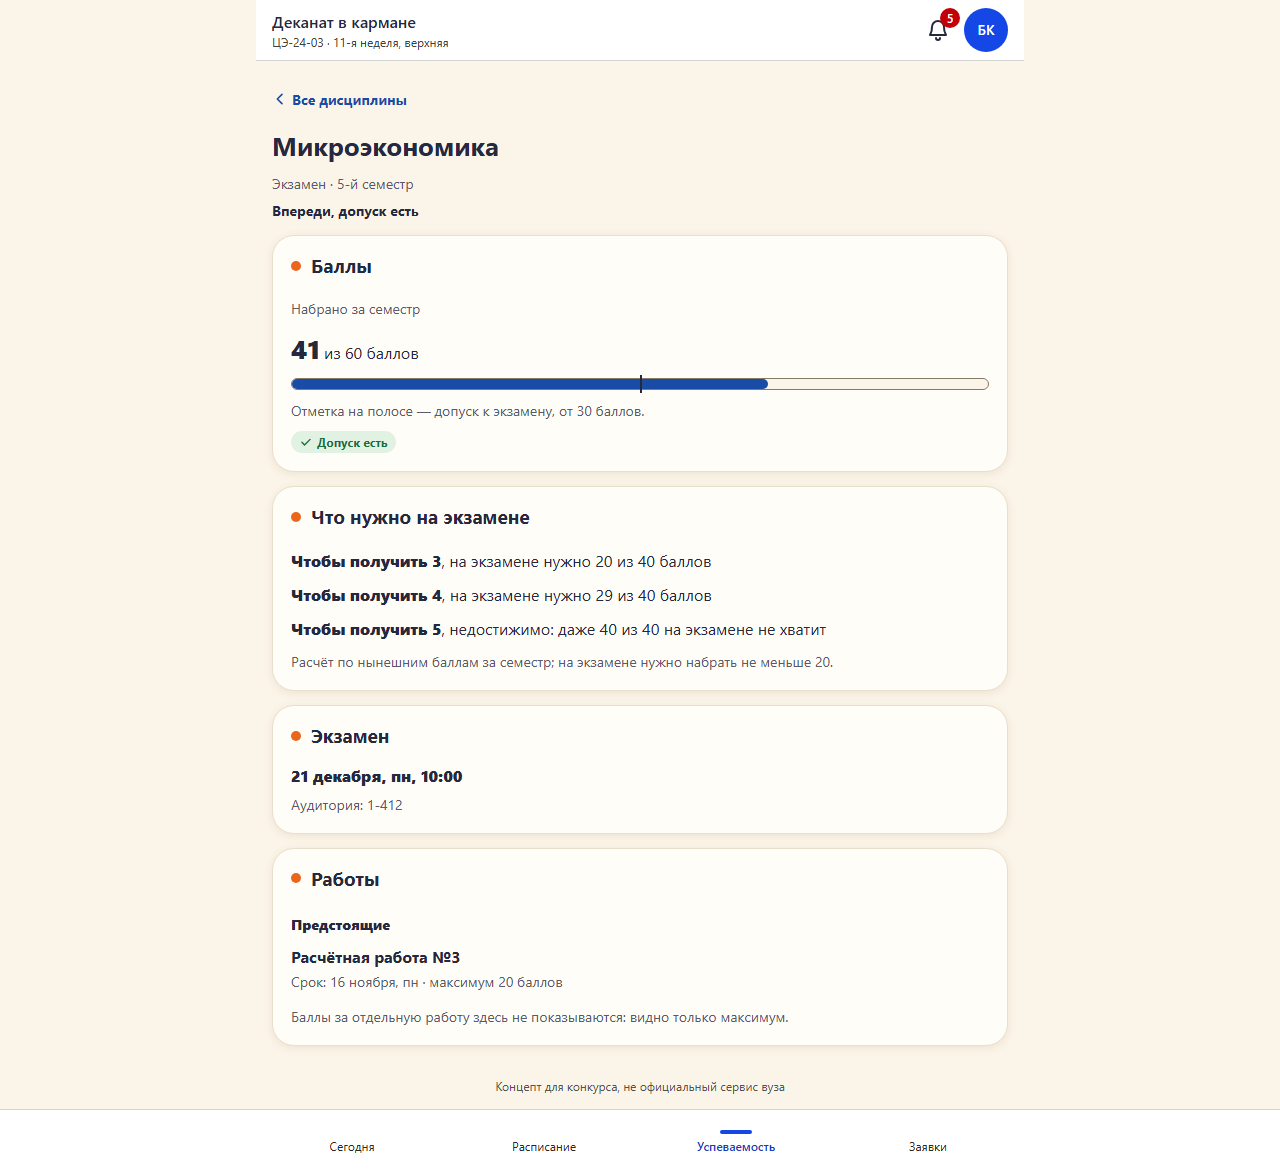 Деканат в кармане
ЦЭ-24-03 · 11-я неделя, верхняя
5
БК
Все дисциплины
Микроэкономика
Экзамен · 5-й семестр
Впереди, допуск есть
Баллы
Набрано за семестр
41 из 60 баллов
Отметка на полосе — допуск к экзамену, от 30 баллов.
Допуск есть
Что нужно на экзамене
Чтобы получить 3, на экзамене нужно 20 из 40 баллов
Чтобы получить 4, на экзамене нужно 29 из 40 баллов
Чтобы получить 5, недостижимо: даже 40 из 40 на экзамене не хватит
Расчёт по нынешним баллам за семестр; на экзамене нужно набрать не меньше 20.
Экзамен
21 декабря, пн, 10:00
Аудитория: 1-412
Работы
Предстоящие
Расчётная работа №3
Срок: 16 ноября, пн · максимум 20 баллов
Баллы за отдельную работу здесь не показываются: видно только максимум.
Концепт для конкурса, не официальный сервис вуза
Сегодня
Расписание
Успеваемость
Заявки